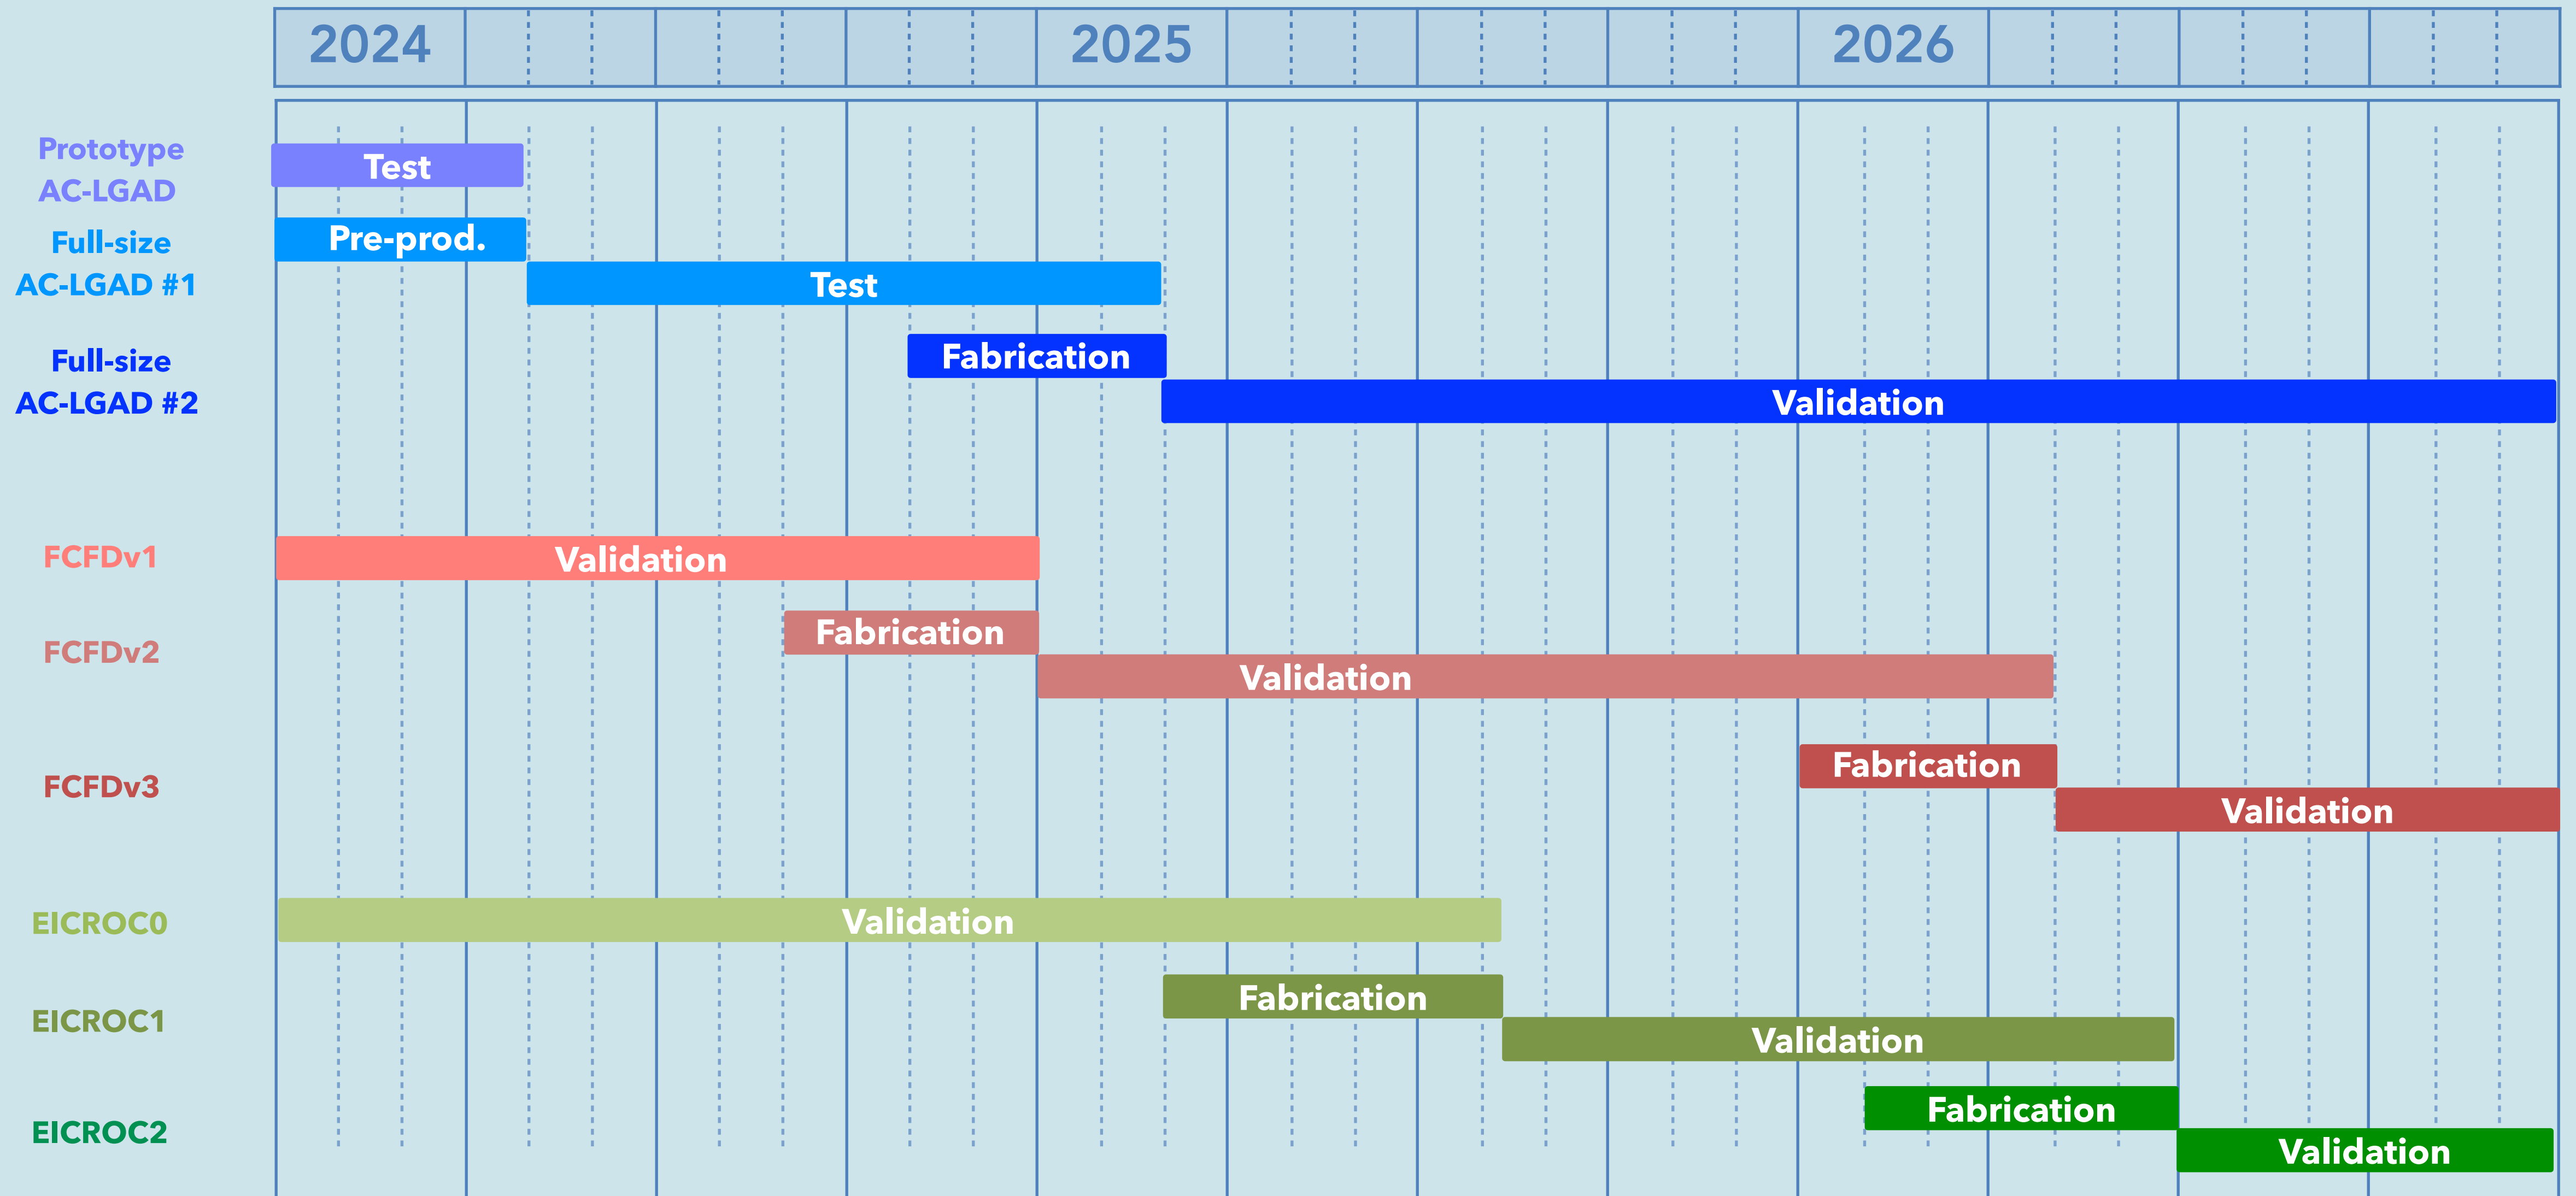 2024 2025 2026
Prototype
AC-LGAD
Test
Full-size
AC-LGAD #1
Pre-prod.
Test
Full-size
AC-LGAD #2
Fabrication
Validation
FCFDv1
Validation
FCFDv2
Fabrication
Validation
FCFDv3
Fabrication
Validation
EICROC0
Validation
EICROC1
Fabrication
Validation
EICROC2
Fabrication
Validation